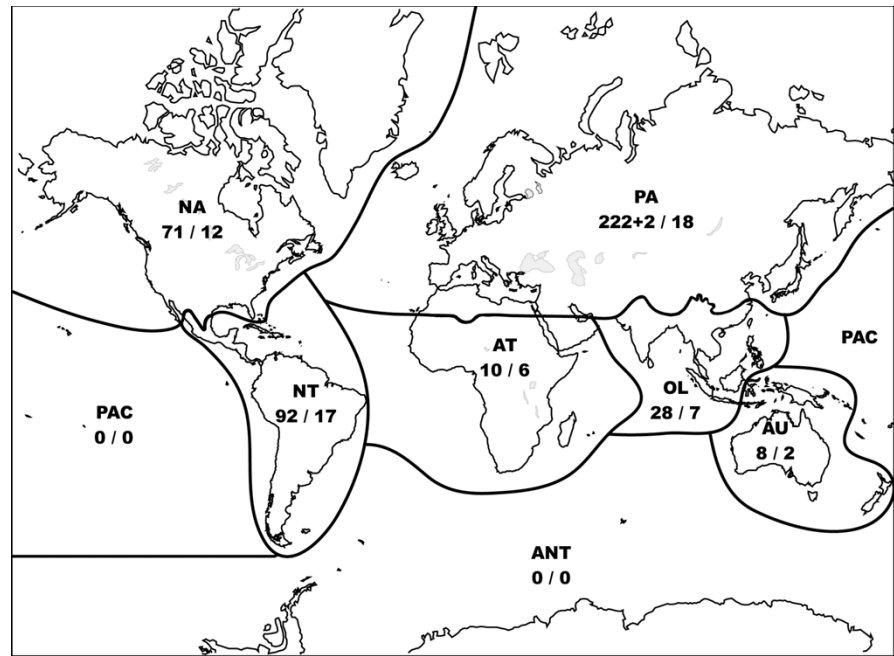 NA
71 / 12
PA
222+2 / 18
PAC
0 / 0
NT
92 / 17
AT
10 / 6
OL
28 / 7
AU
8 / 2
PAC
ANT
0 / 0